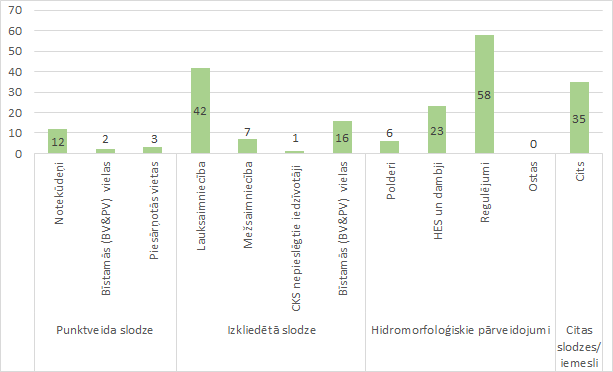 70
60
50
40
30
20
10
0
12
2
3
42
7
1
16
6
23
58
0
35
Notekūdeņi
Bīstamās (BV&PV) vielas
Piesārņotās vietas
Lauksaimniecība
Mežsaimniecība
CKS nepieslēgtie iedzīvotāji
Bīstamās (BV&PV) vielas
Polderi
HES un dambji
Regulējumi
Ostas
Cits
Punktveida slodze
Izkliedētā slodze
Hidromorfoloģiskie pārveidojumi
Citas
slodzes/
iemesli